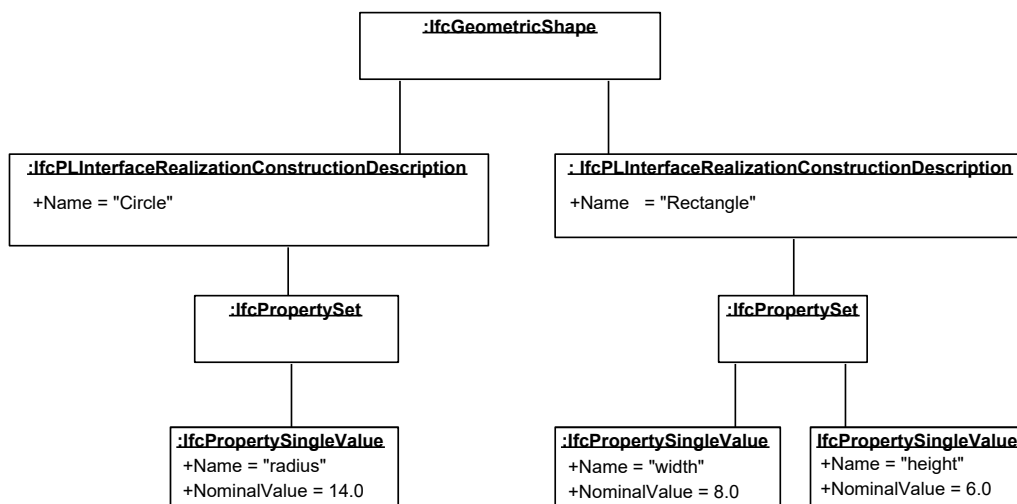 :IfcGeometricShape
:IfcPLInterfaceRealizationConstructionDescription
+Name = "Circle"
: IfcPLInterfaceRealizationConstructionDescription
+Name = "Rectangle"
:IfcPropertySet
:IfcPropertySet
:IfcPropertySingleValue
+Name = "radius"
+NominalValue = 14.0
:IfcPropertySingleValue
+Name = "width"
+NominalValue = 8.0
IfcPropertySingleValue
+Name = "height"
+NominalValue = 6.0